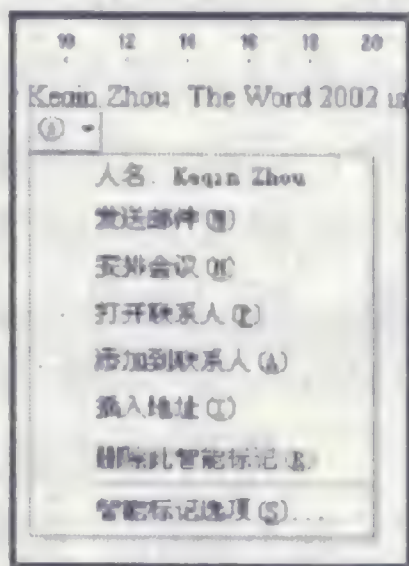 10 12 14 16 18 20
Keqin Zhou The Word 2002 u
人名: Keqin Zhou
发送邮件(N)
安排会议(M)
打开联系人(P)
添加到联系人(A)
插入地址(I)
删除此智能标记(R)
智能标记选项(S)...